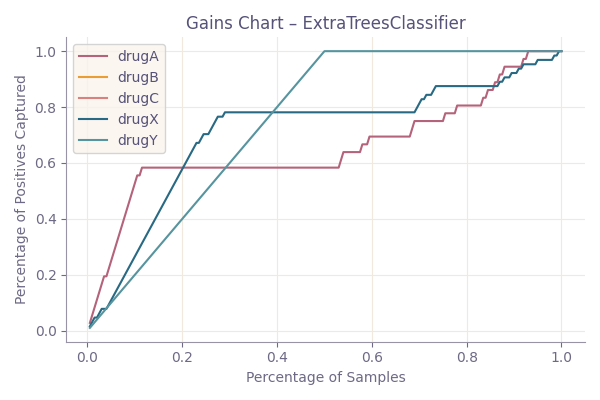 Gains Chart – ExtraTreesClassifier
Percentage of Positives Captured
1.0
0.8
0.6
0.4
0.2
0.0
drugA
drugB
drugC
drugX
drugY
0.0 0.2 0.4 0.6 0.8 1.0
Percentage of Samples